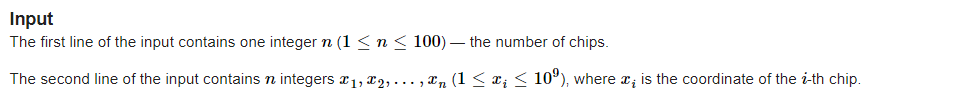 Input
The first line of the input contains one integer n (1 ≤ n ≤ 100) — the number of chips.
The second line of the input contains n integers x₁, x₂, . . . , xₙ (1 ≤ xᵢ ≤ 10⁹), where xᵢ is the coordinate of the i-th chip.